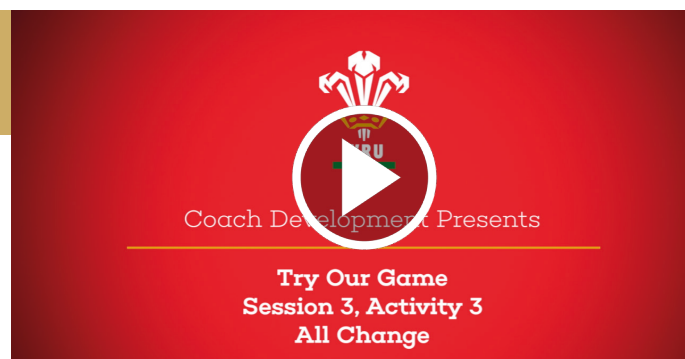 Coach Development Presents
Try Our Game
Session 3, Activity 3
All Change